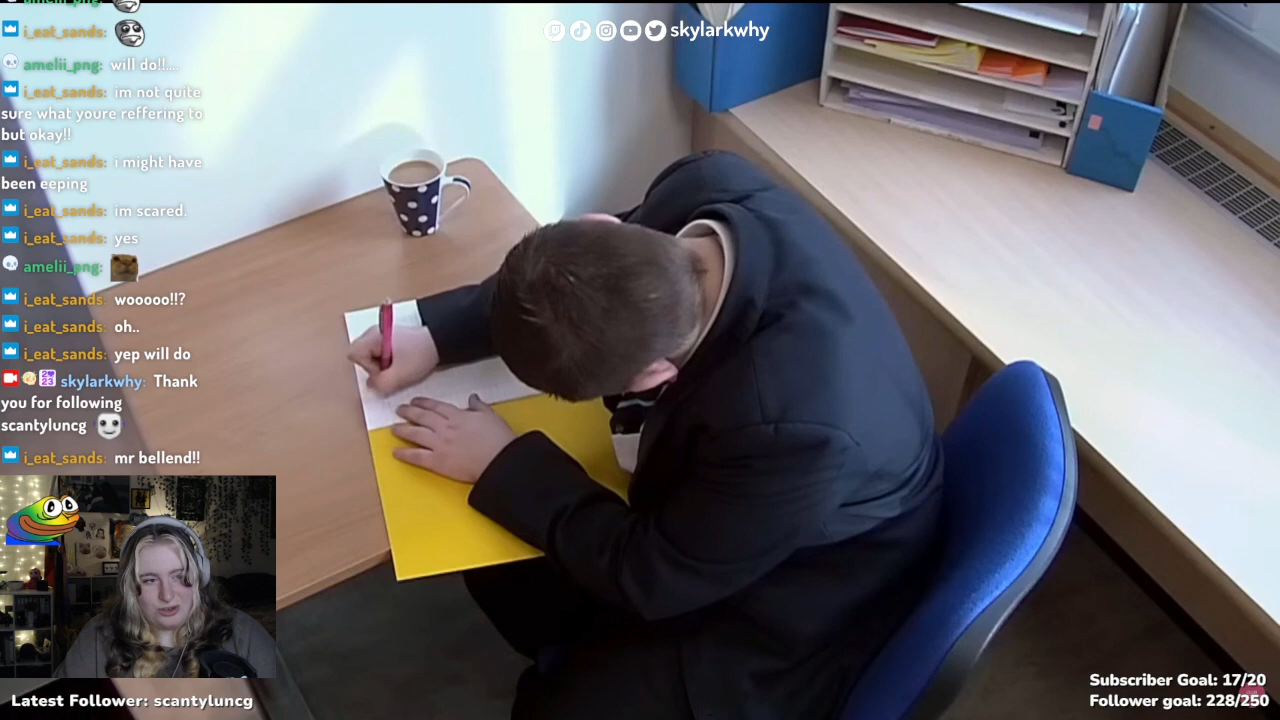 amelii_png:
i_eat_sands:
amelii_png: will do!!...
i_eat_sands: im not quite
sure what youre reffering to
but okay!!
i_eat_sands: i might have
been eeping
i_eat_sands: im scared.
i_eat_sands: yes
amelii_png:
i_eat_sands: wooooo!!?
i_eat_sands: oh..
i_eat_sands: yep will do
skylarkwhy: Thank
you for following
scantyluncg
i_eat_sands: mr bellend!!
Latest Follower: scantyluncg
skylarkwhy
Subscriber Goal: 17/20
Follower goal: 228/250